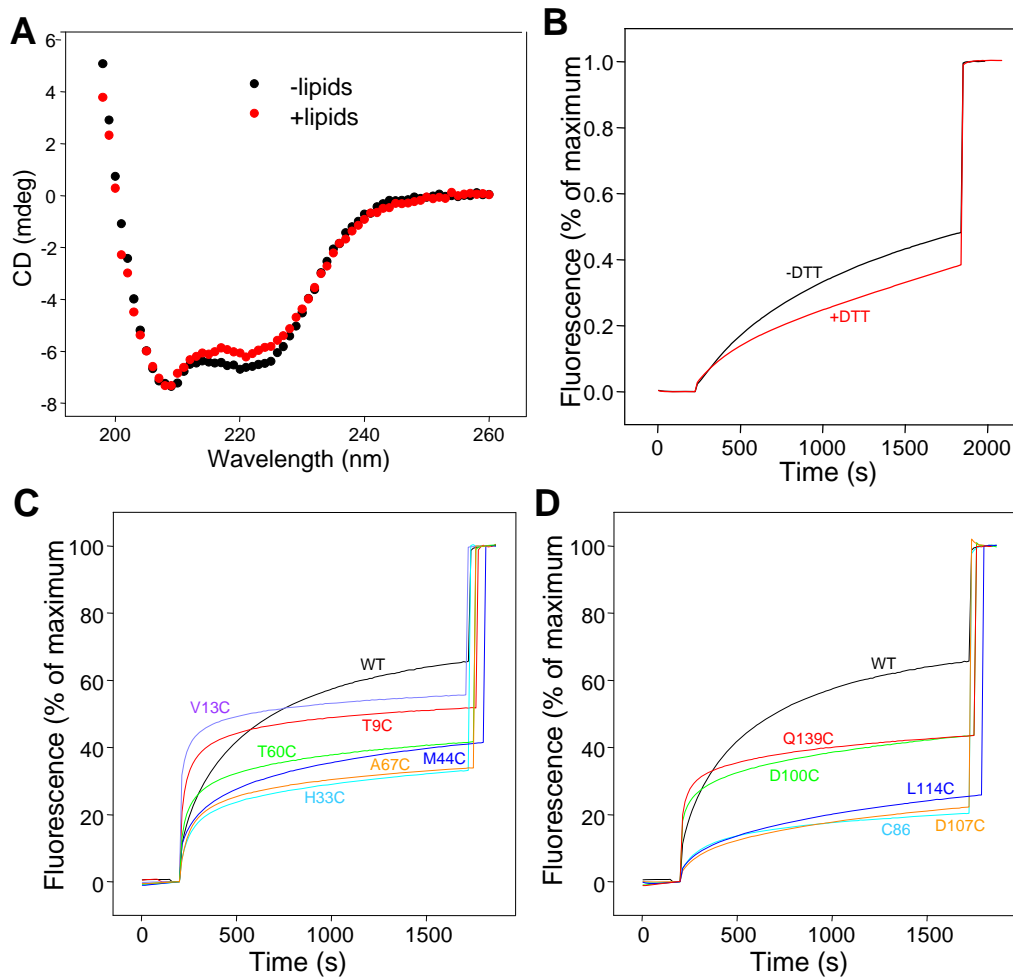 A
6
4
2
0
-2
-4
-6
-8
CD (mdeg)
-lipids
+lipids
200
220
240
260
Wavelength (nm)
B
1.0
0.8
0.6
0.4
0.2
0.0
Fluorescence (% of maximum
-DTT
+DTT
0
500
1000
1500
2000
Time (s)
C
100
80
60
40
20
0
Fluorescence (% of maximum)
WT
V13C
T9C
T60C
M44C
A67C
H33C
0
500
1000
1500
Time (s)
D
100
80
60
40
20
0
Fluorescence (% of maximum)
WT
Q139C
D100C
L114C
C86
D107C
0
500
1000
1500
Time (s)